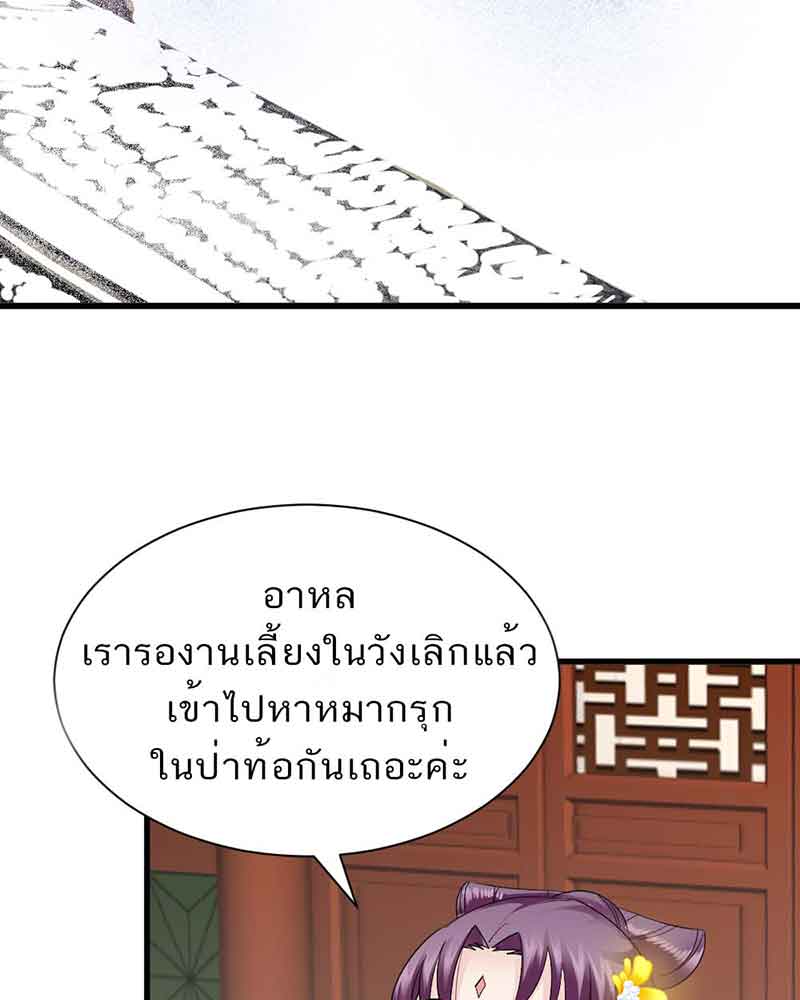 อาหล
เรารองานเลี้ยงในวังเลิกแล้ว
เข้าไปหาหมากรุก
ในป่าท้อกันเถอะค่ะ